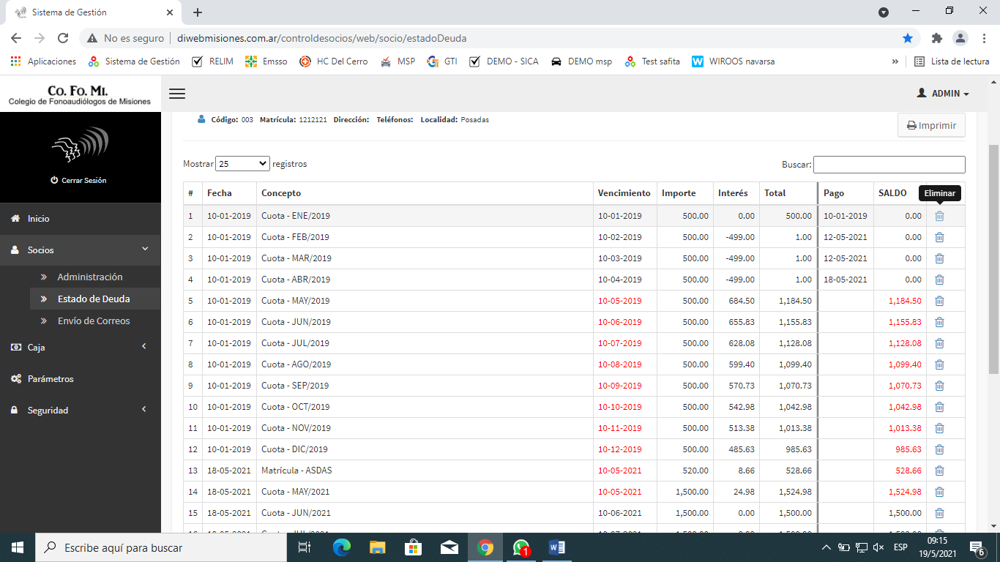 Sistema de Gestión
No es seguro | diwebmisiones.com.ar/controldesocios/web/socio/estadoDeuda
Aplicaciones Sistema de Gestión RELIM Emsso HC Del Cerro MSP GTI DEMO - SICA DEMO msp Test safita WIROOS navarsa » Lista de lectura
Co. Fo. Mi.
Colegio de Fonoaudiólogos de Misiones
ADMIN
Código: 003 Matrícula: 1212121 Dirección: Teléfonos: Localidad: Posadas
Imprimir
Cerrar Sesión
Inicio
Socios
Administración
Estado de Deuda
Envío de Correos
Caja
Parámetros
Seguridad
Mostrar 25 registros
Buscar:
# Fecha Concepto Vencimiento Importe Interés Total Pago SALDO Eliminar
1 10-01-2019 Cuota - ENE/2019 10-01-2019 500.00 0.00 500.00 10-01-2019 0.00
2 10-01-2019 Cuota - FEB/2019 10-02-2019 500.00 -499.00 1.00 12-05-2021 0.00
3 10-01-2019 Cuota - MAR/2019 10-03-2019 500.00 -499.00 1.00 12-05-2021 0.00
4 10-01-2019 Cuota - ABR/2019 10-04-2019 500.00 -499.00 1.00 18-05-2021 0.00
5 10-01-2019 Cuota - MAY/2019 10-05-2019 500.00 684.50 1,184.50 1,184.50
6 10-01-2019 Cuota - JUN/2019 10-06-2019 500.00 655.83 1,155.83 1,155.83
7 10-01-2019 Cuota - JUL/2019 10-07-2019 500.00 628.08 1,128.08 1,128.08
8 10-01-2019 Cuota - AGO/2019 10-08-2019 500.00 599.40 1,099.40 1,099.40
9 10-01-2019 Cuota - SEP/2019 10-09-2019 500.00 570.73 1,070.73 1,070.73
10 10-01-2019 Cuota - OCT/2019 10-10-2019 500.00 542.98 1,042.98 1,042.98
11 10-01-2019 Cuota - NOV/2019 10-11-2019 500.00 513.38 1,013.38 1,013.38
12 10-01-2019 Cuota - DIC/2019 10-12-2019 500.00 485.63 985.63 985.63
13 18-05-2021 Matrícula - ASDAS 10-05-2021 520.00 8.66 528.66 528.66
14 18-05-2021 Cuota - MAY/2021 10-05-2021 1,500.00 24.98 1,524.98 1,524.98
15 18-05-2021 Cuota - JUN/2021 10-06-2021 1,500.00 0.00 1,500.00 1,500.00
Escribe aquí para buscar
1
ESP
09:15
19/5/2021
6